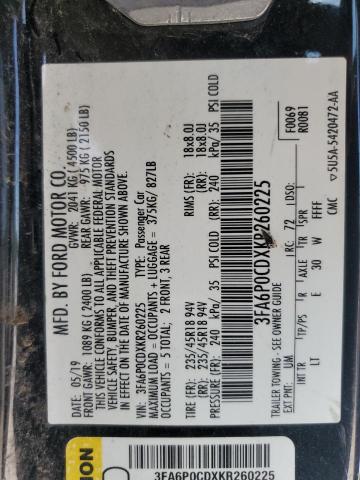 MFD. BY FORD MOTOR CO.
DATE: 05/19 GVWR: 2041 KG (4500 LB)
FRONT GAWR: 1089 KG (2400 LB) REAR GAWR: 975 KG (2150 LB)
THIS VEHICLE CONFORMS TO ALL APPLICABLE FEDERAL MOTOR
VEHICLE SAFETY, BUMPER, AND THEFT PREVENTION STANDARDS
IN EFFECT ON THE DATE OF MANUFACTURE SHOWN ABOVE.
VIN: 3FA6P0CDXKR260225 TYPE: Passenger Car
MAXIMUM LOAD= OCCUPANTS + LUGGAGE = 375KG/ 827LB
OCCUPANTS = 5 TOTAL: 2 FRONT, 3 REAR
TIRE (FR): 235/45R18 94V RIMS (FR): 18x8.0J
TIRE (RR): 235/45R18 94V RIMS (RR): 18x8.0J
PRESSURE (FR): 240 kPa/ 35 PSI COLD (RR): 240 kPa/ 35 PSI COLD
3FA6P0CDXKR260225
F0069
R0081
TRAILER TOWING - SEE OWNER GUIDE
EXT PNT: UM RC: 72 DSO:
INT TR TP/PS R AXLE TR SPR
LT E 30 W FFFF
CMC 5U5A-5420472-AA
3FA6P0CDXKR260225